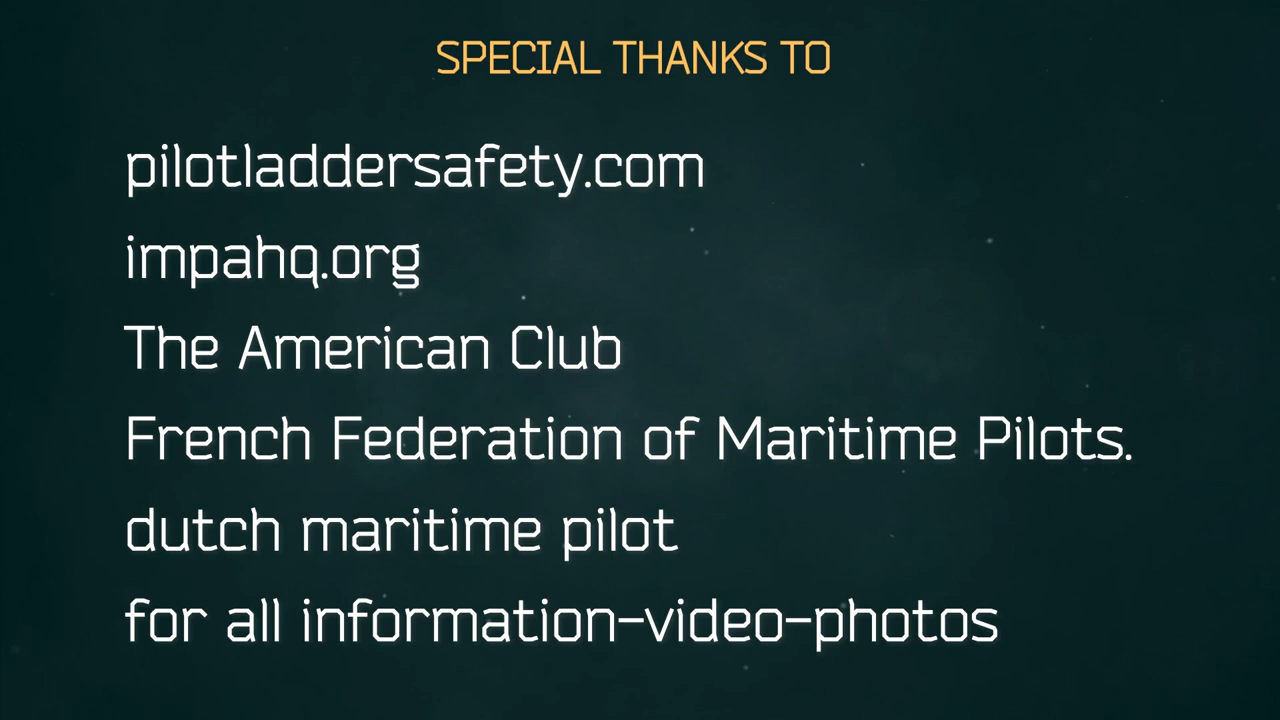 SPECIAL THANKS TO
pilotladdersafety.com
impahq.org
The American Club
French Federation of Maritime Pilots.
dutch maritime pilot
for all information-video-photos